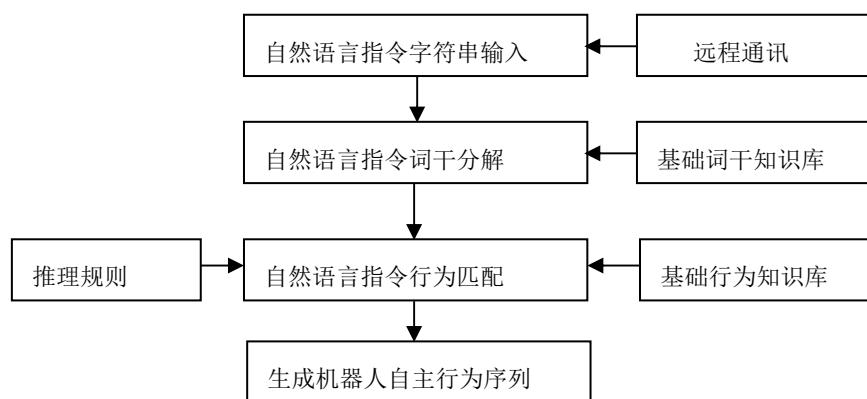 自然语言指令字符串输入
远程通讯
自然语言指令词干分解
基础词干知识库
推理规则
自然语言指令行为匹配
基础行为知识库
生成机器人自主行为序列